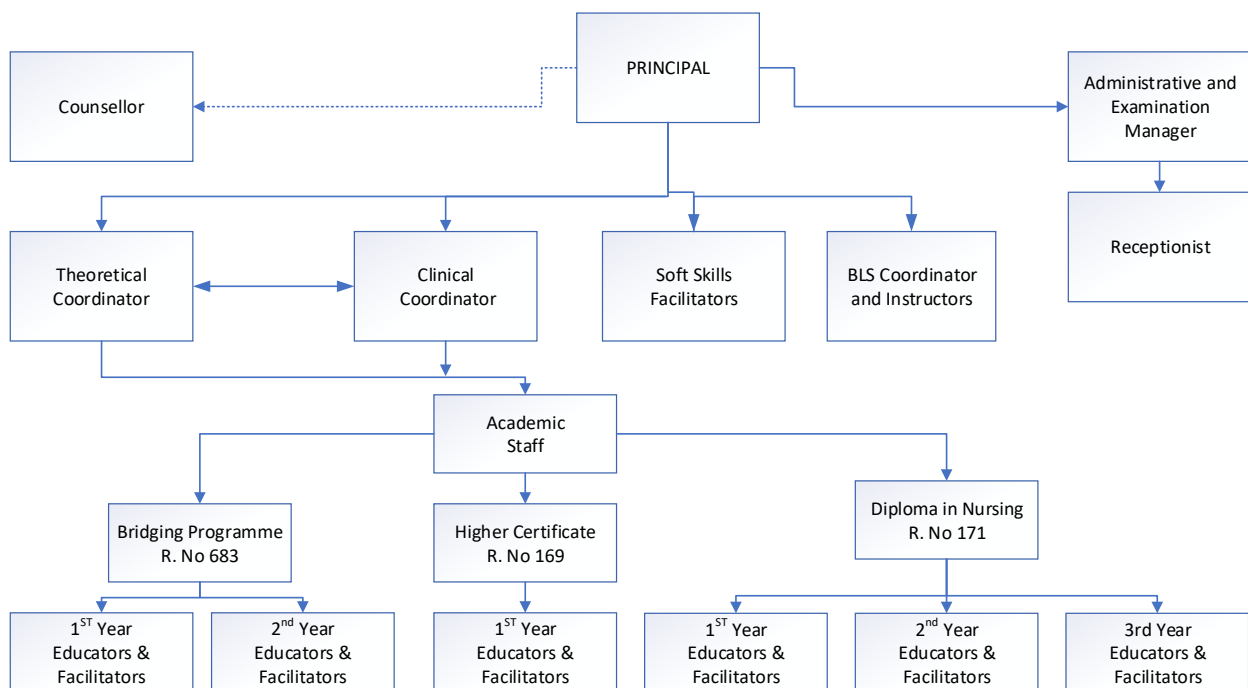 PRINCIPAL
Counsellor
Administrative and
Examination
Manager
Receptionist
Theoretical
Coordinator
Clinical
Coordinator
Soft Skills
Facilitators
BLS Coordinator
and Instructors
Academic
Staff
Bridging Programme
R. No 683
Higher Certificate
R. No 169
Diploma in Nursing
R. No 171
1ST Year
Educators &
Facilitators
2nd Year
Educators &
Facilitators
1ST Year
Educators &
Facilitators
1ST Year
Educators &
Facilitators
2nd Year
Educators &
Facilitators
3rd Year
Educators &
Facilitators